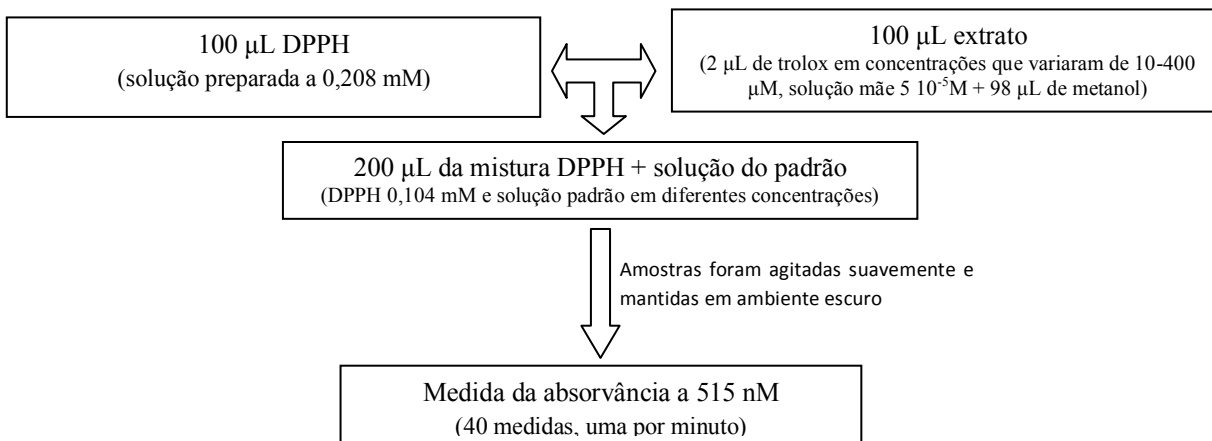 100 μL DPPH
(solução preparada a 0,208 mM)
100 μL extrato
(2 μL de trolox em concentrações que variaram de 10-400
μM, solução mãe 5 10⁻⁵M + 98 μL de metanol)
200 μL da mistura DPPH + solução do padrão
(DPPH 0,104 mM e solução padrão em diferentes concentrações)
Amostras foram agitadas suavemente e
mantidas em ambiente escuro
Medida da absorvância a 515 nM
(40 medidas, uma por minuto)